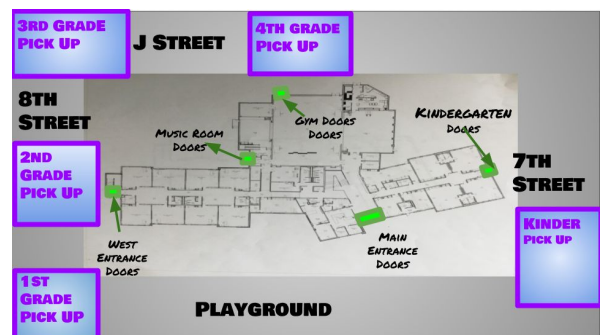 3RD GRADE
PICK UP
J STREET
4TH GRADE
PICK UP
8TH
STREET
GYM DOORS
DOORS
KINDERGARTEN
DOORS
MUSIC ROOM
DOORS
2ND
GRADE
PICK UP
7TH
STREET
KINDER
PICK UP
WEST
ENTRANCE
DOORS
MAIN
ENTRANCE
DOORS
1ST
GRADE
PICK UP
PLAYGROUND